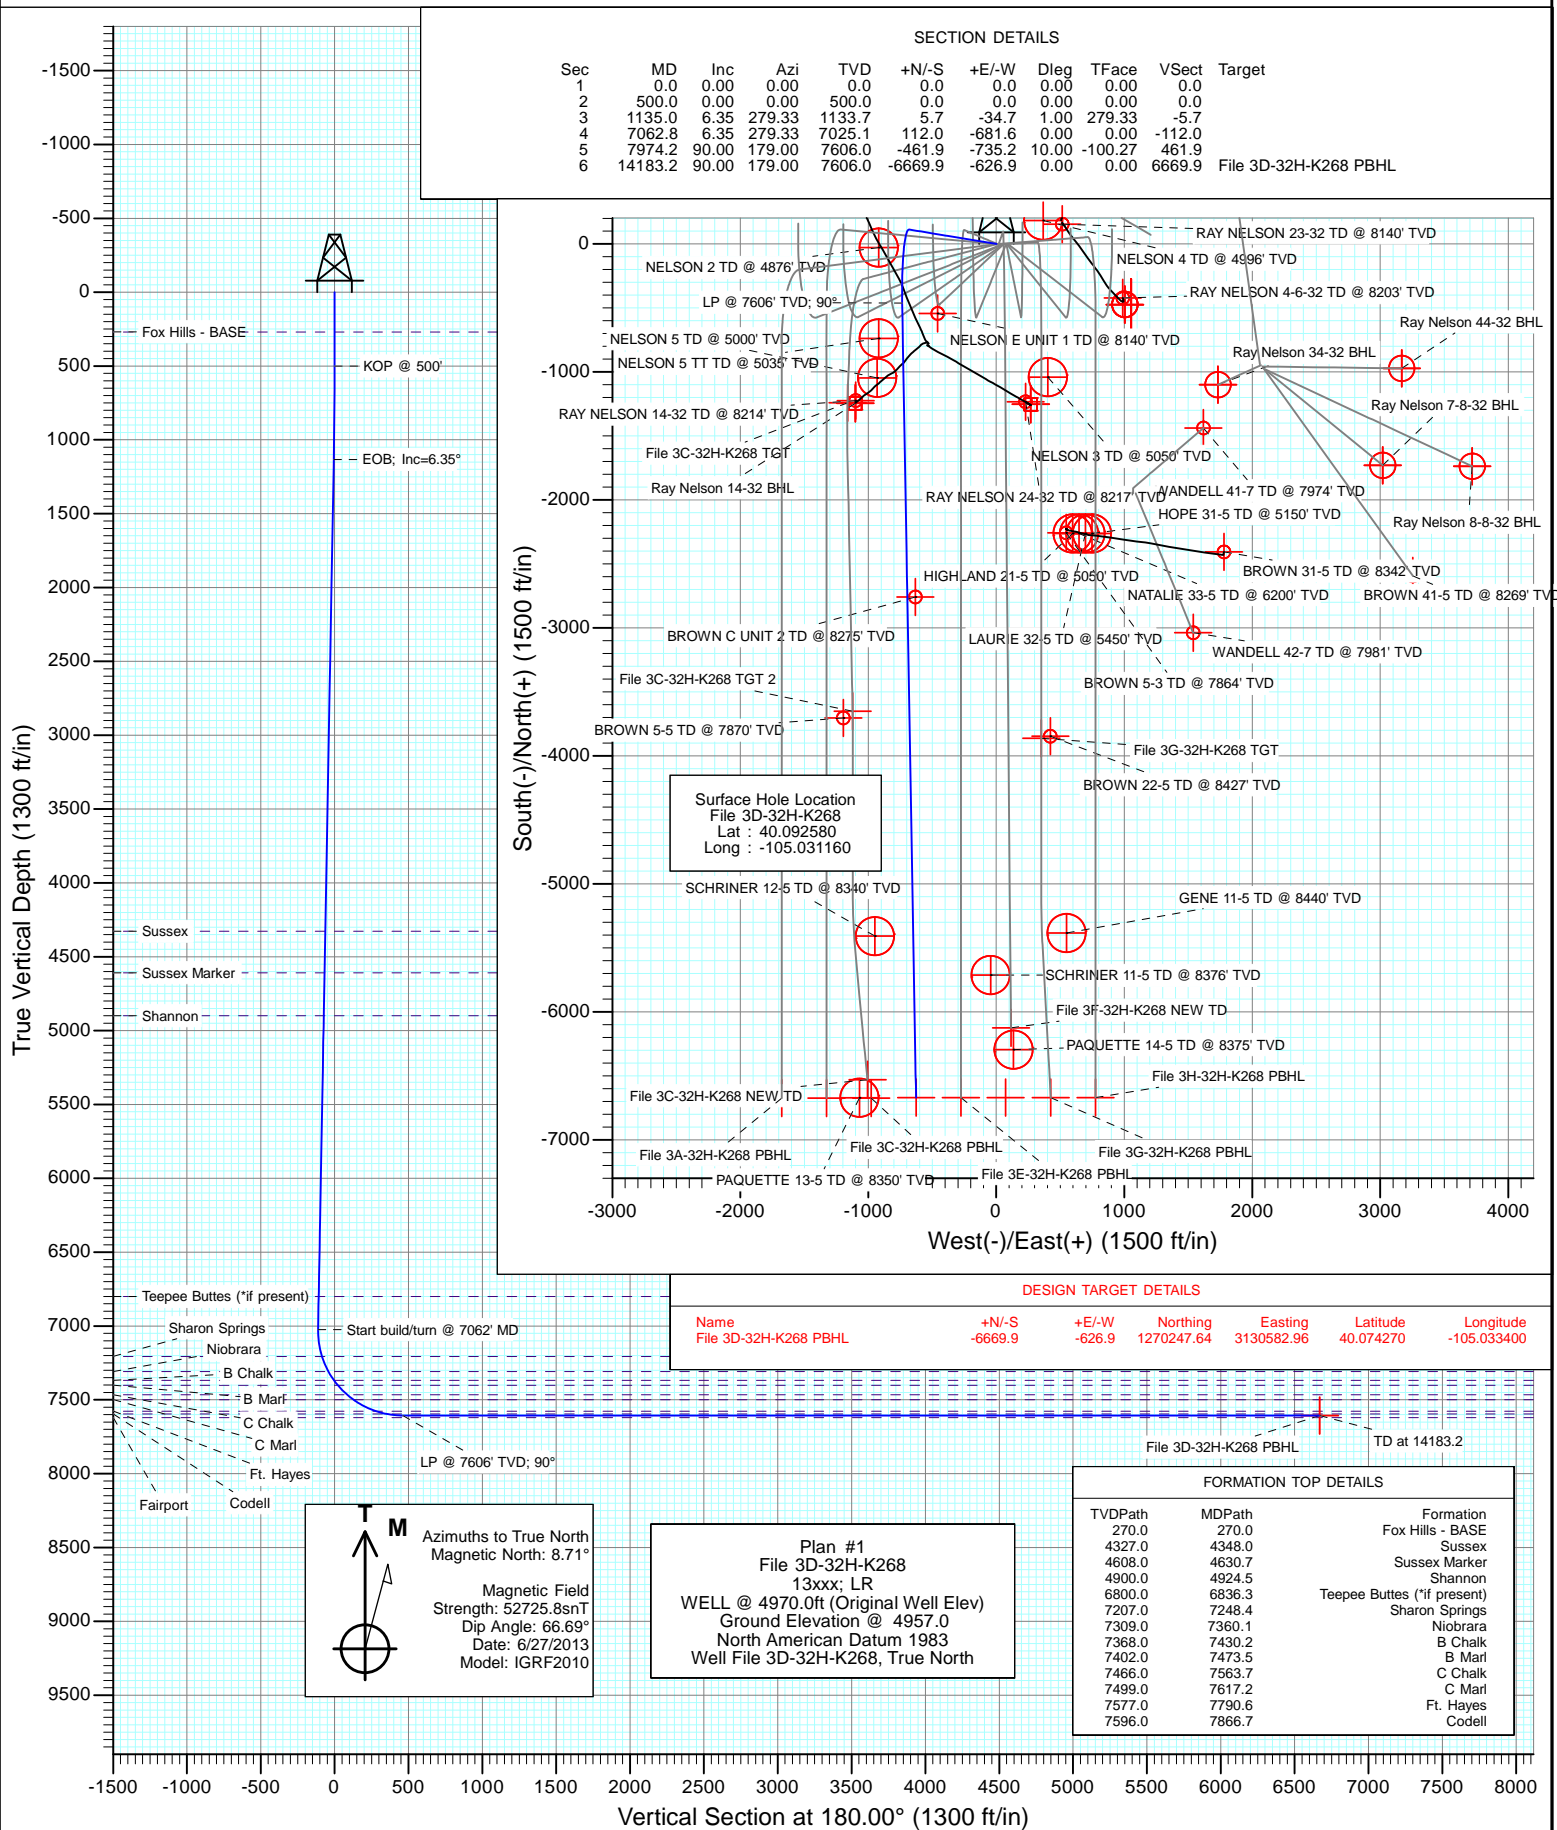 SECTION DETAILS
Sec MD Inc Azi TVD +N/-S +E/-W Dleg TFace VSect Target
1 0.0 0.00 0.00 0.0 0.0 0.0 0.00 0.00 0.0
2 500.0 0.00 0.00 500.0 0.0 0.0 0.00 0.00 0.0
3 1135.0 6.35 279.33 1133.7 5.7 -34.7 1.00 279.33 -5.7
4 7062.8 6.35 279.33 7025.1 112.0 -681.6 0.00 0.00 -112.0
5 7974.2 90.00 179.00 7606.0 -461.9 -735.2 10.00 -100.27 461.9
6 14183.2 90.00 179.00 7606.0 -6669.9 -626.9 0.00 0.00 6669.9 File 3D-32H-K268 PBHL
True Vertical Depth (1300 ft/in)
-1500
-1000
-500
0
500
1000
1500
2000
2500
3000
3500
4000
4500
5000
5500
6000
6500
7000
7500
8000
8500
9000
9500
Fox Hills - BASE
KOP @ 500'
EOB; Inc=6.35°
Sussex
Sussex Marker
Shannon
Teepee Buttes (*if present)
Start build/turn @ 7062' MD
Sharon Springs
Niobrara
B Chalk
B Marl
C Chalk
C Marl
Ft. Hayes
Codell
Fairport
LP @ 7606' TVD; 90°
File 3D-32H-K268 PBHL
TD at 14183.2
-1500 -1000 -500 0 500 1000 1500 2000 2500 3000 3500 4000 4500 5000 5500 6000 6500 7000 7500 8000
Vertical Section at 180.00° (1300 ft/in)
South(-)/North(+) (1500 ft/in)
0
-1000
-2000
-3000
-4000
-5000
-6000
-7000
RAY NELSON 23-32 TD @ 8140' TVD
NELSON 4 TD @ 4996' TVD
NELSON 2 TD @ 4876' TVD
RAY NELSON 4-6-32 TD @ 8203' TVD
LP @ 7606' TVD; 90°
Ray Nelson 44-32 BHL
NELSON 5 TD @ 5000' TVD
NELSON E UNIT 1 TD @ 8140' TVD
Ray Nelson 34-32 BHL
NELSON 5 TT @ 5035' TVD
Ray Nelson 7-8-32 BHL
RAY NELSON 14-32 TD @ 8214' TVD
File 3C-32H-K268 TGT
NELSON 3 TD @ 5050' TVD
Ray Nelson 14-32 BHL
WANDELL 41-7 TD @ 7974' TVD
RAY NELSON 24-32 TD @ 8217' TVD
HOPE 31-5 TD @ 5150' TVD
Ray Nelson 8-8-32 BHL
HIGHLAND 21-5 TD @ 5050' TVD
BROWN 31-5 TD @ 8342' TVD
NATALIE 33-5 TD @ 6200' TVD
BROWN 41-5 TD @ 8269' TVD
BROWN C UNIT 2 TD @ 8275' TVD
LAURIE 32-5 TD @ 5450' TVD
WANDELL 42-7 TD @ 7981' TVD
File 3C-32H-K268 TGT 2
BROWN 5-3 TD @ 7864' TVD
BROWN 5-5 TD @ 7870' TVD
File 3G-32H-K268 TGT
BROWN 22-5 TD @ 8427' TVD
Surface Hole Location
File 3D-32H-K268
Lat : 40.092580
Long : -105.031160
SCHRINER 12-5 TD @ 8340' TVD
GENE 11-5 TD @ 8440' TVD
SCHRINER 11-5 TD @ 8376' TVD
File 3F-32H-K268 NEW TD
PAQUETTE 14-5 TD @ 8375' TVD
File 3H-32H-K268 PBHL
File 3C-32H-K268 NEW TD
File 3C-32H-K268 PBHL
File 3G-32H-K268 PBHL
File 3A-32H-K268 PBHL
File 3E-32H-K268 PBHL
PAQUETTE 13-5 TD @ 8350' TVD
-3000 -2000 -1000 0 1000 2000 3000 4000
West(-)/East(+) (1500 ft/in)
DESIGN TARGET DETAILS
Name +N/-S +E/-W Northing Easting Latitude Longitude
File 3D-32H-K268 PBHL -6669.9 -626.9 1270247.64 3130582.96 40.074270 -105.033400
T
M
Azimuths to True North
Magnetic North: 8.71°
Magnetic Field
Strength: 52725.8snT
Dip Angle: 66.69°
Date: 6/27/2013
Model: IGRF2010
Plan #1
File 3D-32H-K268
13xxx; LR
WELL @ 4970.0ft (Original Well Elev)
Ground Elevation @ 4957.0
North American Datum 1983
Well File 3D-32H-K268, True North
FORMATION TOP DETAILS
TVDPath MDPath Formation
270.0 270.0 Fox Hills - BASE
4327.0 4348.0 Sussex
4608.0 4630.7 Sussex Marker
4900.0 4924.5 Shannon
6800.0 6836.3 Teepee Buttes (*if present)
7207.0 7248.4 Sharon Springs
7309.0 7360.1 Niobrara
7368.0 7430.2 B Chalk
7402.0 7473.5 B Marl
7466.0 7563.7 C Chalk
7499.0 7617.2 C Marl
7577.0 7790.6 Ft. Hayes
7596.0 7866.7 Codell